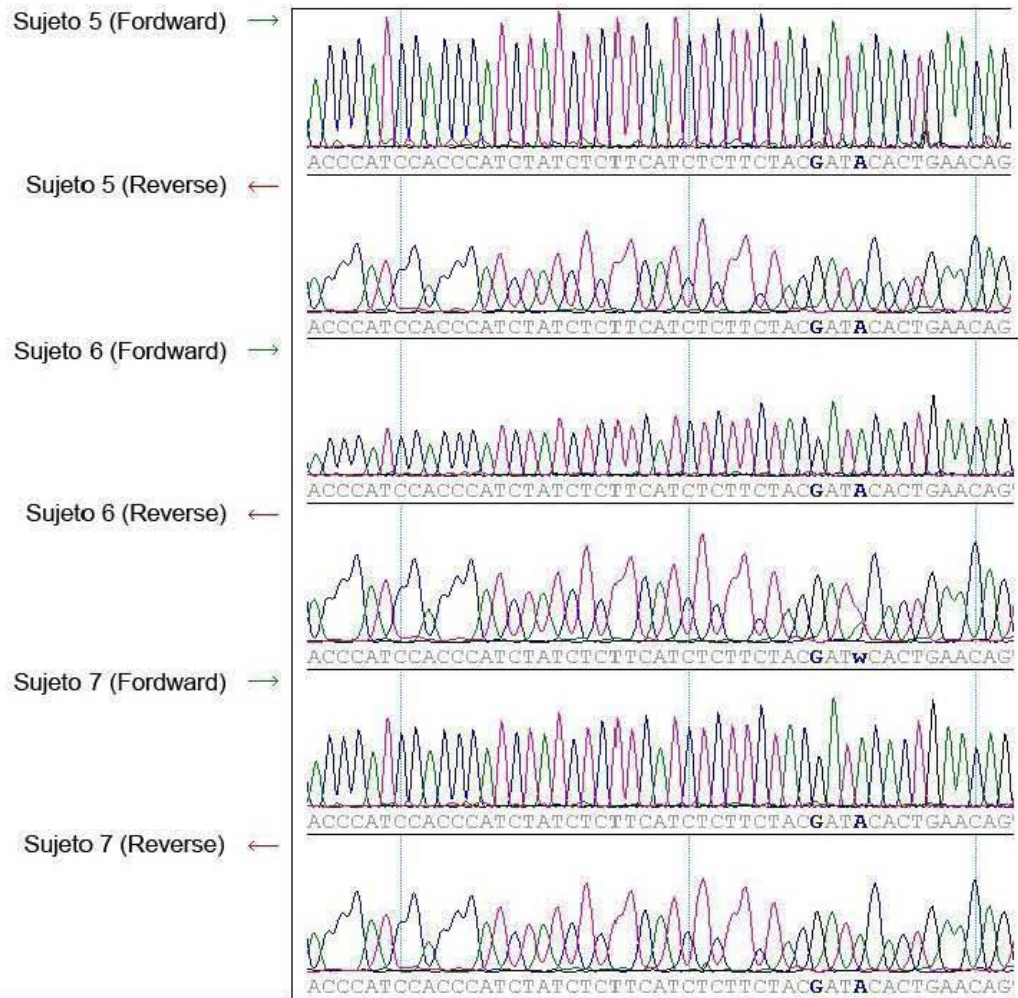 Sujeto 5 (Fordward) →
ACCCATCCACCCATCTATCTCTTCATCTCTTCTACGATACACTGAACAG
Sujeto 5 (Reverse) ←
ACCCATCCACCCATCTATCTCTTCATCTCTTCTACGATACACTGAACAG
Sujeto 6 (Fordward) →
ACCCATCCACCCATCTATCTCTTCATCTCTTCTACGATACACTGAACAG
Sujeto 6 (Reverse) ←
ACCCATCCACCCATCTATCTCTTCATCTCTTCTACGATwCACTGAACAG
Sujeto 7 (Fordward) →
ACCCATCCACCCATCTATCTCTTCATCTCTTCTACGATACACTGAACAG
Sujeto 7 (Reverse) ←
ACCCATCCACCCATCTATCTCTTCATCTCTTCTACGATACACTGAACAG